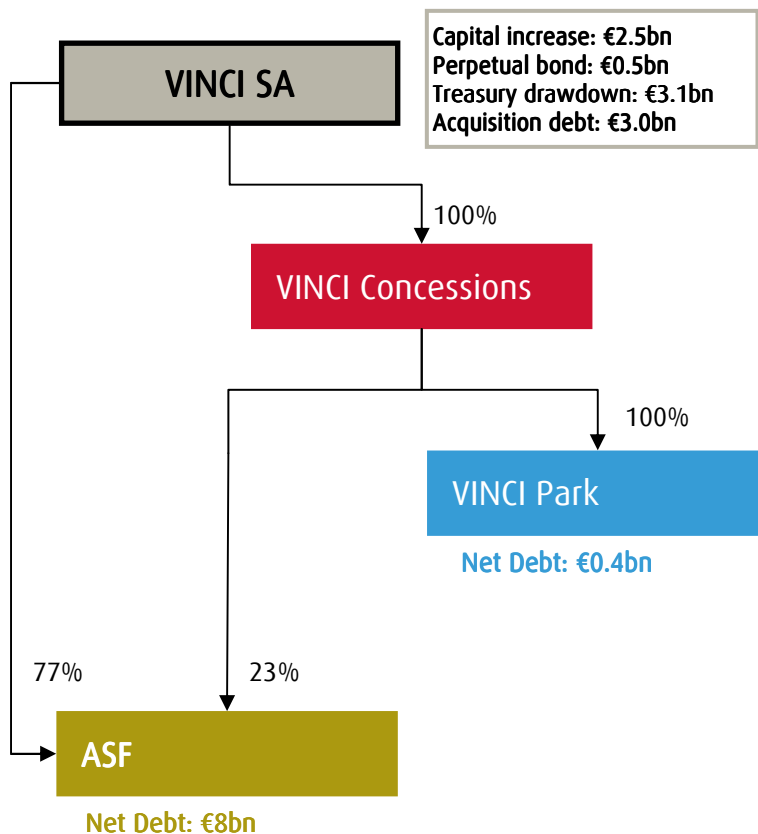 VINCI SA
Capital increase: €2.5bn
Perpetual bond: €0.5bn
Treasury drawdown: €3.1bn
Acquisition debt: €3.0bn
100%
VINCI Concessions
100%
VINCI Park
Net Debt: €0.4bn
77%
23%
ASF
Net Debt: €8bn